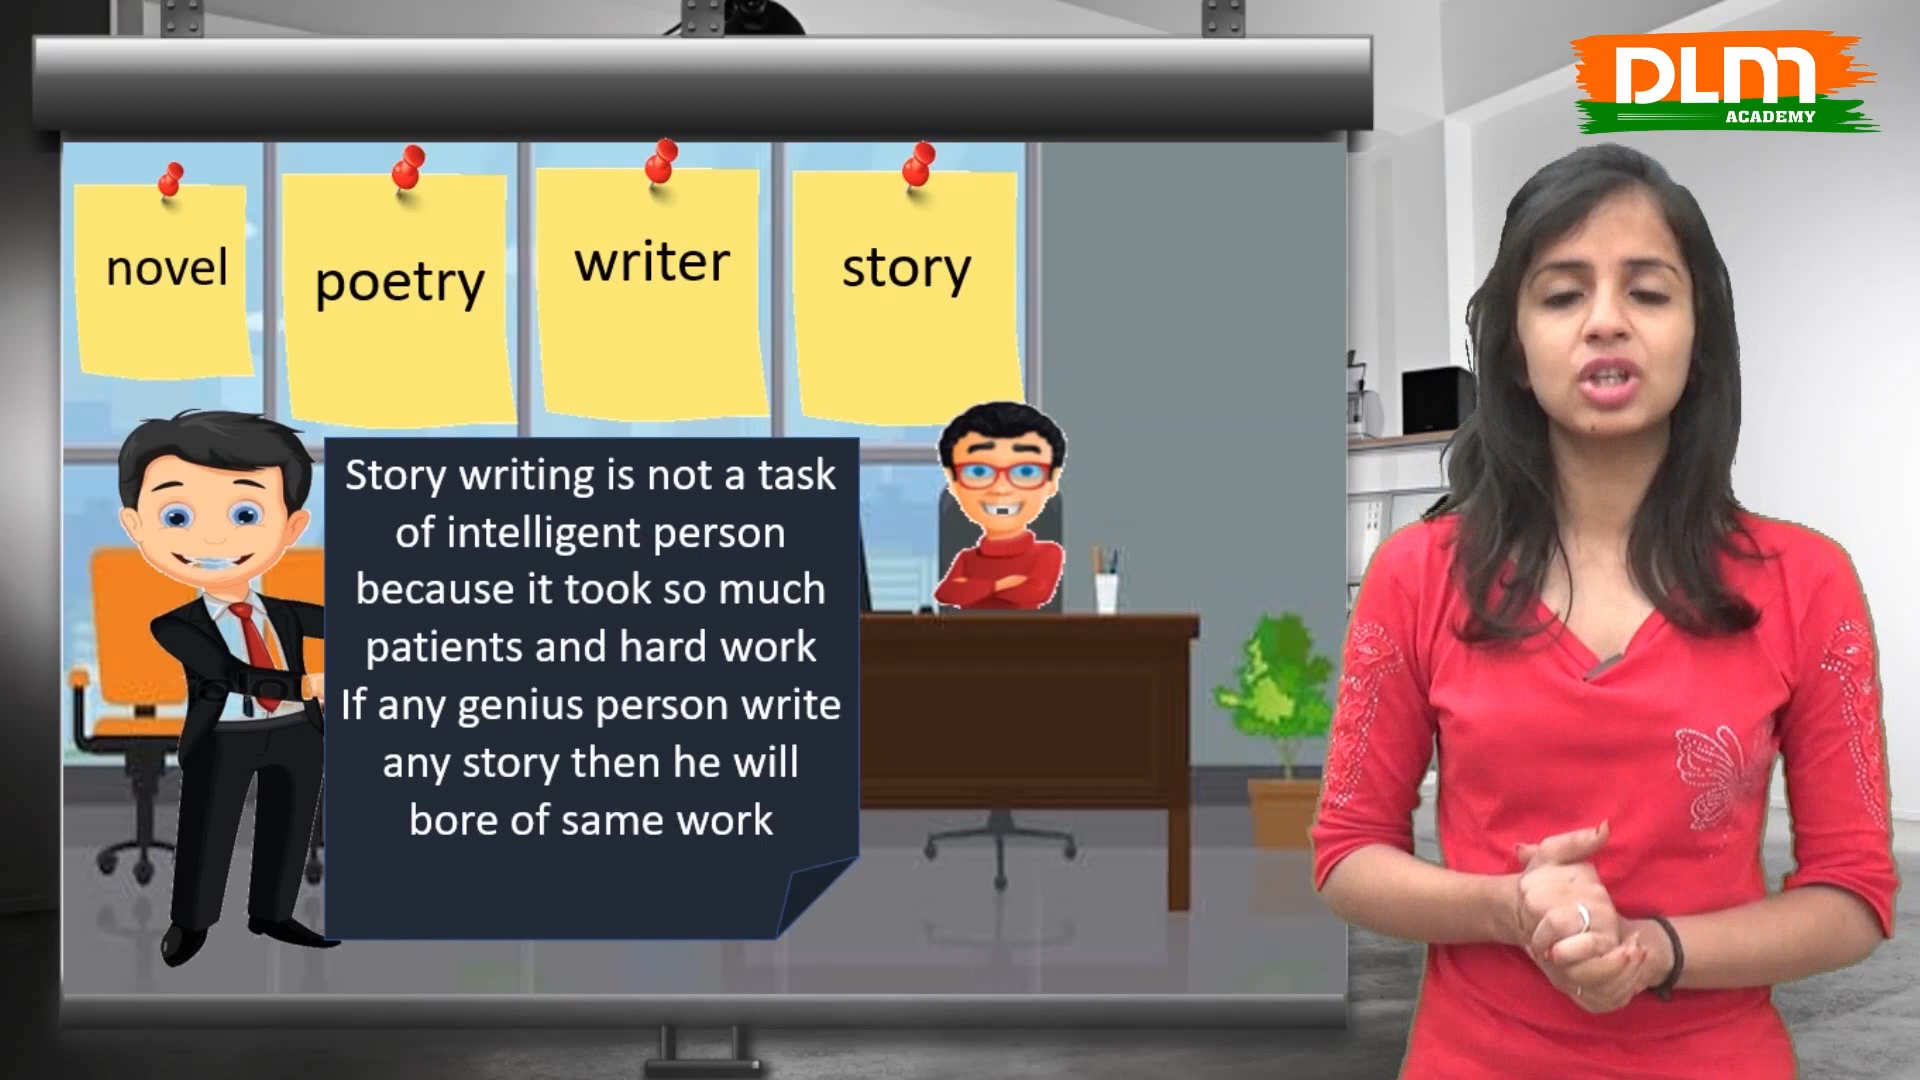 DLM
ACADEMY
novel
poetry
writer
story
Story writing is not a task
of intelligent person
because it took so much
patients and hard work
If any genius person write
any story then he will
bore of same work